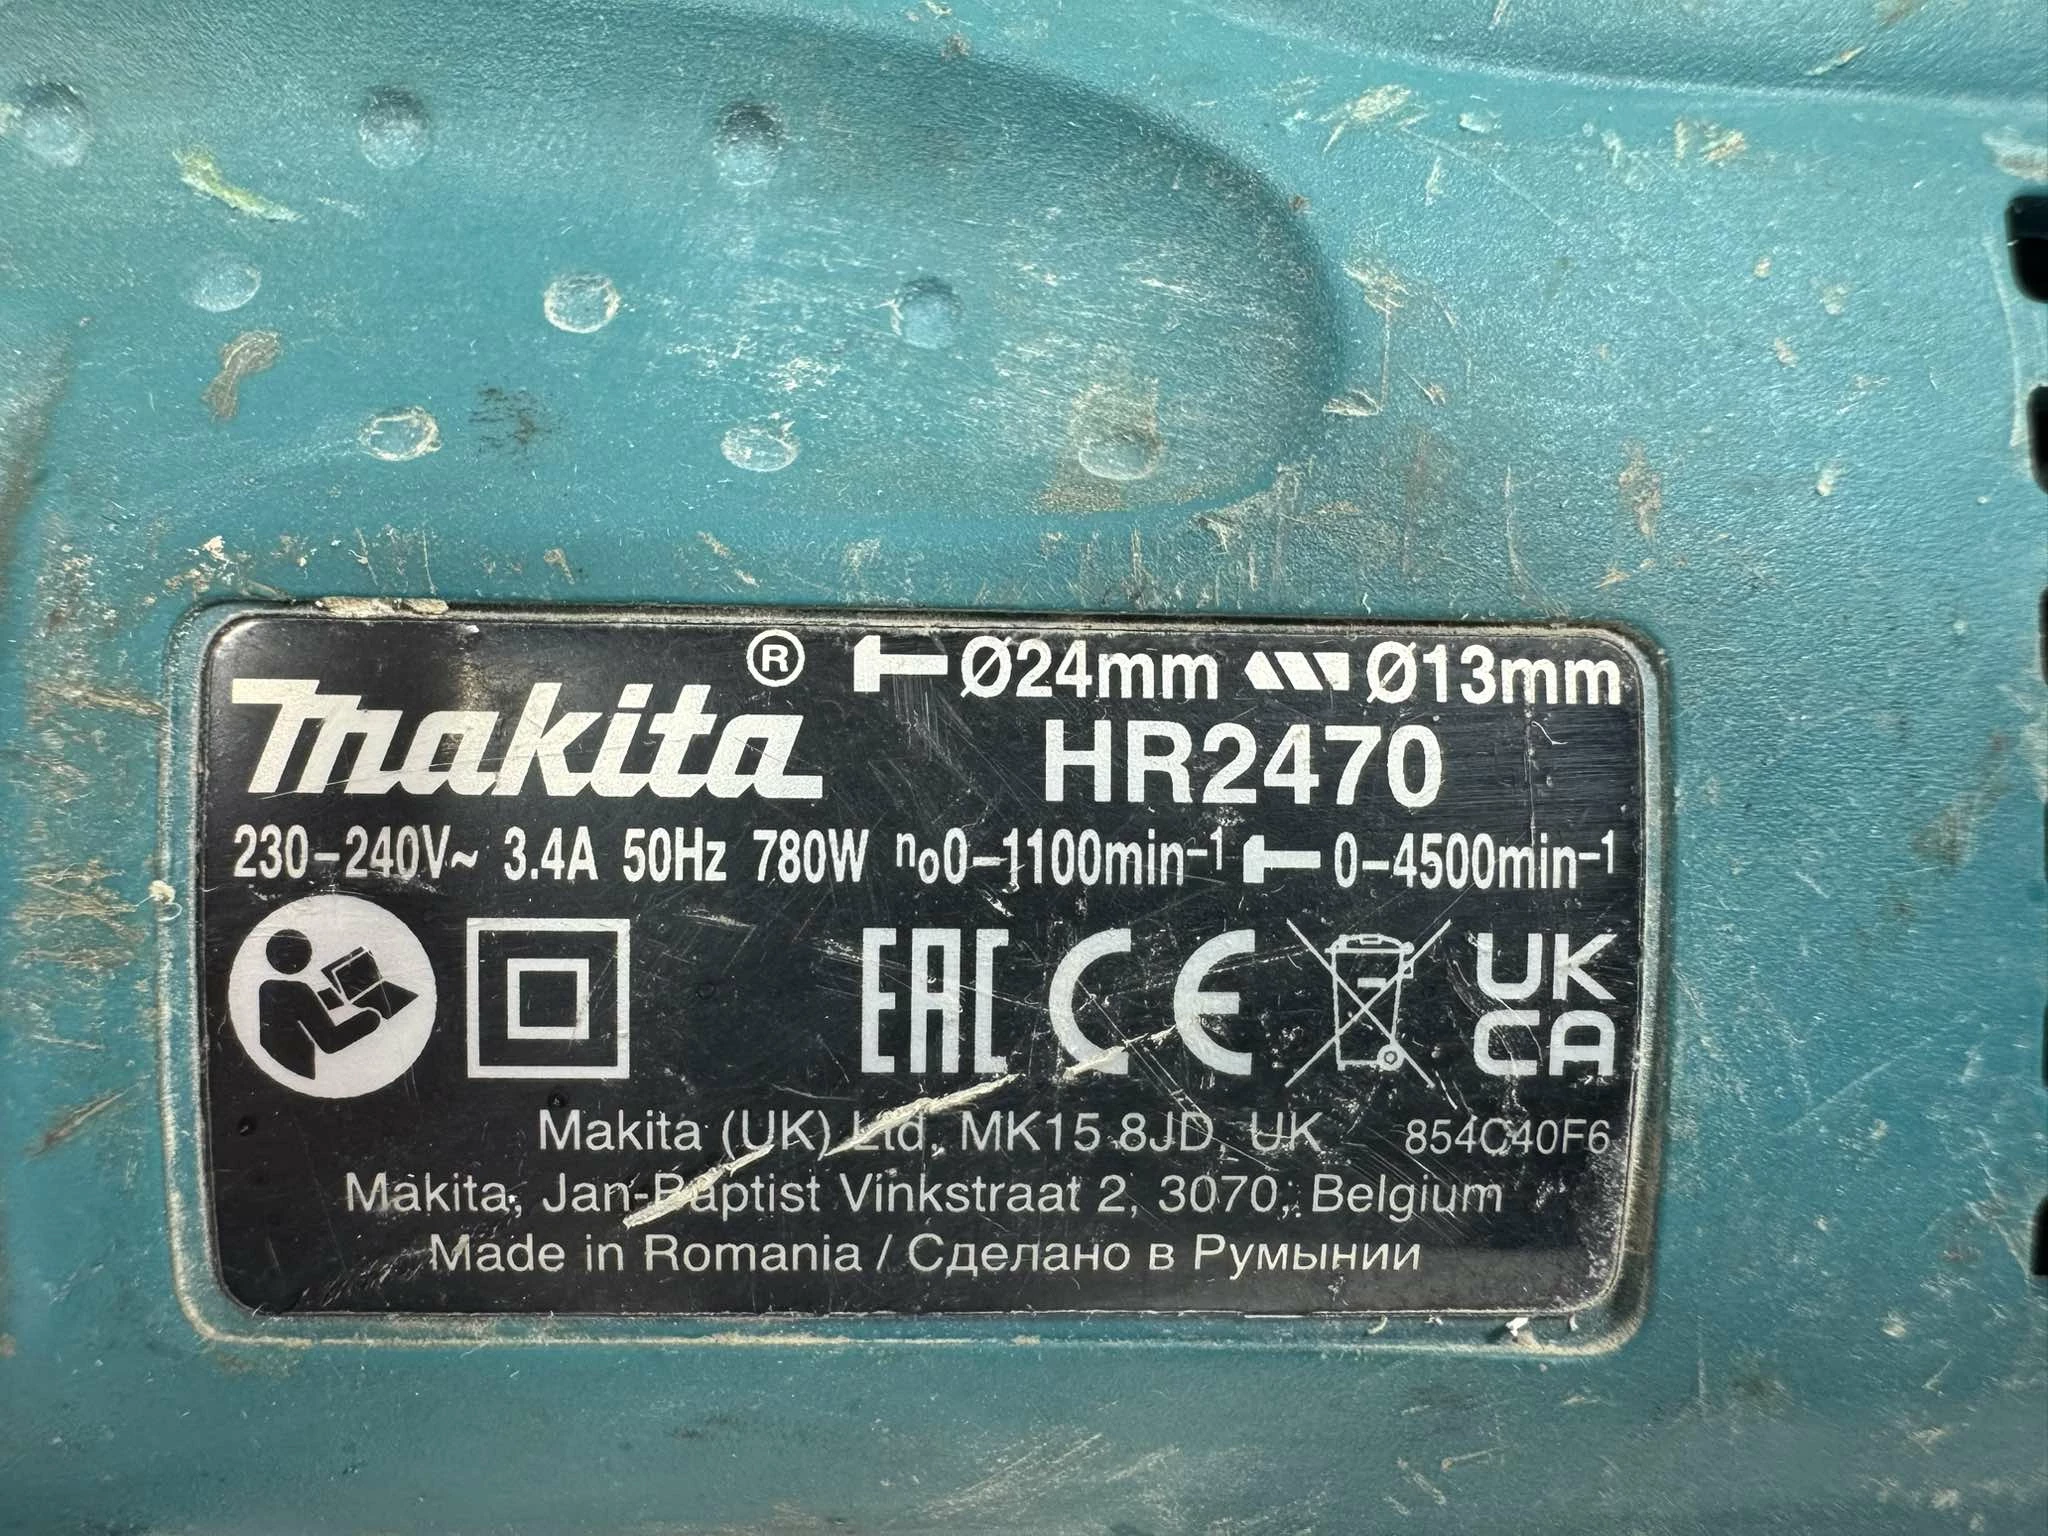 makita® Ø24mm Ø13mm
HR2470
230-240V~ 3.4A 50Hz 780W n₀0-1100min⁻¹ 0-4500min⁻¹
EAC CE UK CA
Makita (UK) Ltd, MK15 8JD, UK 854C40F6
Makita, Jan-Baptist Vinkstraat 2, 3070, Belgium
Made in Romania / Сделано в Румынии